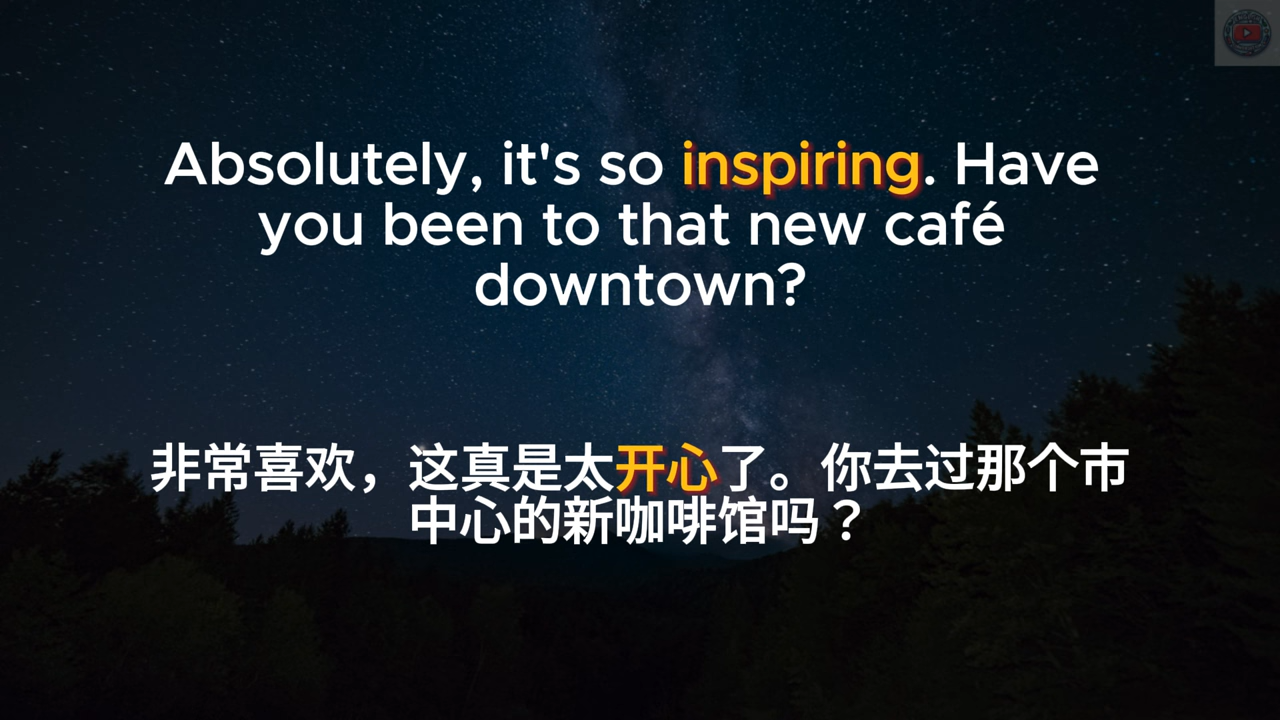 Absolutely, it's so inspiring. Have
you been to that new café
downtown?
非常喜欢，这真是太开心了。你去过那个市
中心的新咖啡馆吗？